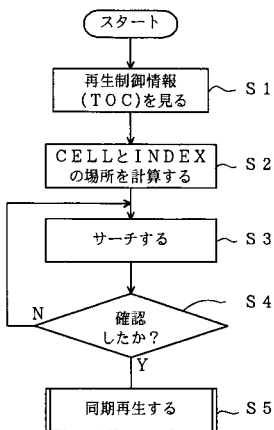 スタート
再生制御情報
(TOC)を見る
S1
CELLとINDEX
の場所を計算する
S2
サーチする
S3
S4
確認
したか？
N
Y
同期再生する
S5